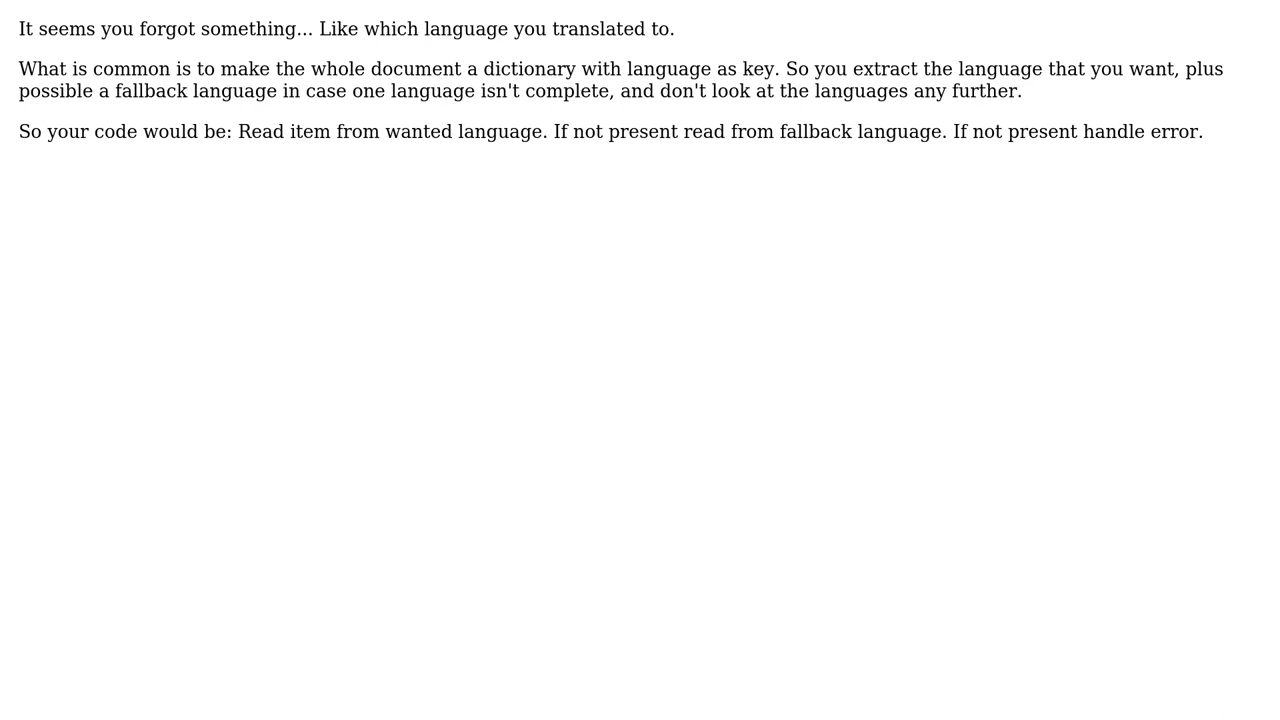 It seems you forgot something... Like which language you translated to.
What is common is to make the whole document a dictionary with language as key. So you extract the language that you want, plus
possible a fallback language in case one language isn't complete, and don't look at the languages any further.
So your code would be: Read item from wanted language. If not present read from fallback language. If not present handle error.